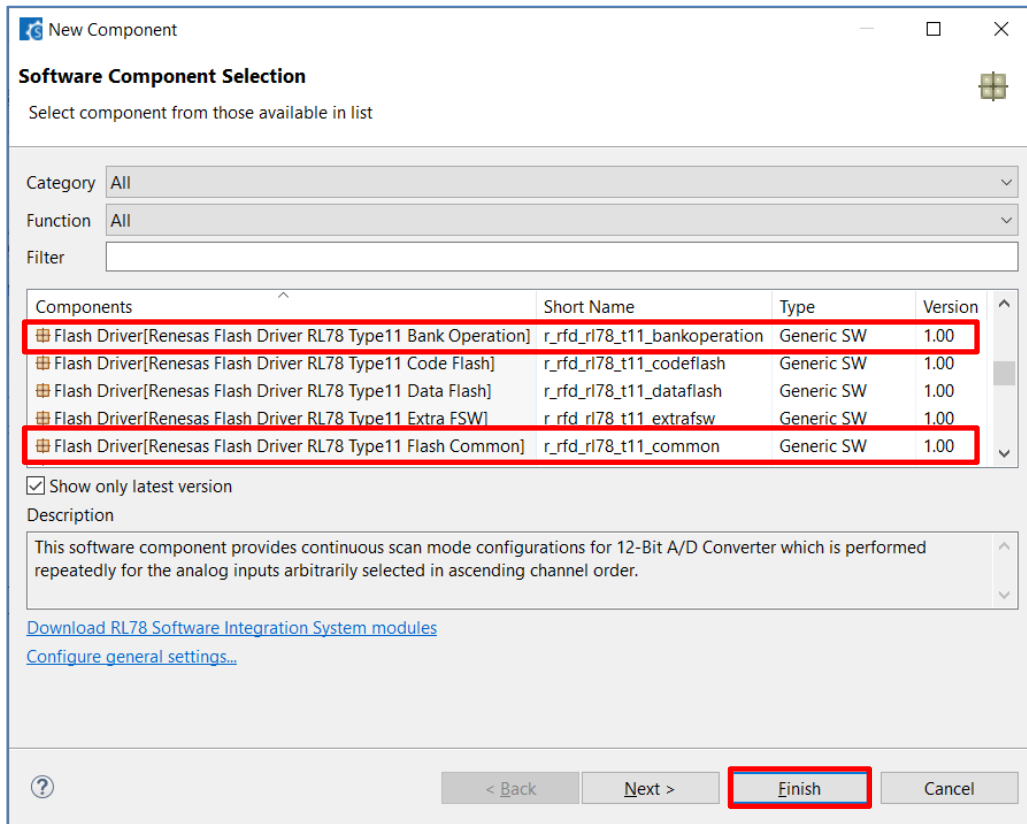 New Component
Software Component Selection
Select component from those available in list
Category All
Function All
Filter
Components Short Name Type Version
Flash Driver[Renesas Flash Driver RL78 Type11 Bank Operation] r_rfd_rl78_t11_bankoperation Generic SW 1.00
Flash Driver[Renesas Flash Driver RL78 Type11 Code Flash] r_rfd_rl78_t11_codeflash Generic SW 1.00
Flash Driver[Renesas Flash Driver RL78 Type11 Data Flash] r_rfd_rl78_t11_dataflash Generic SW 1.00
Flash Driver[Renesas Flash Driver RL78 Type11 Extra FSW] r_rfd_rl78_t11_extrafsw Generic SW 1.00
Flash Driver[Renesas Flash Driver RL78 Type11 Flash Common] r_rfd_rl78_t11_common Generic SW 1.00
Show only latest version
Description
This software component provides continuous scan mode configurations for 12-Bit A/D Converter which is performed
repeatedly for the analog inputs arbitrarily selected in ascending channel order.
Download RL78 Software Integration System modules
Configure general settings...
? < Back Next > Finish Cancel